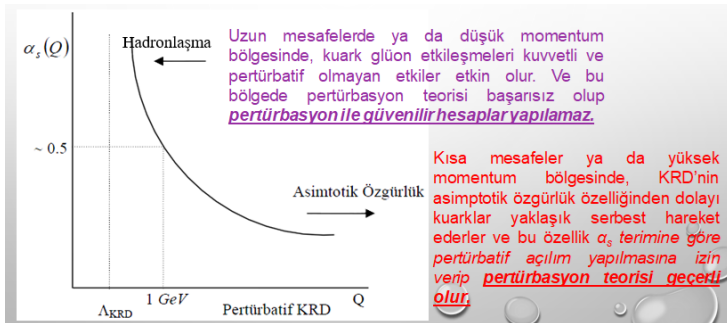 Uzun mesafelerde ya da düşük momentum
bölgesinde, kuark glüon etkileşmeleri kuvvetli ve
pertürbatif olmayan etkiler etkin olur. Ve bu
bölgede pertürbasyon teorisi başarısız olup
pertürbasyon ile güvenilir hesaplar yapılamaz.
αₛ(Q)
Hadronlaşma
~ 0.5
Asimtotik Özgürlük
Λ_KRD
1 GeV
Pertürbatif KRD
Q
Kısa mesafeler ya da yüksek
momentum bölgesinde, KRD'nin
asimptotik özgürlük özelliğinden dolayı
kuarklar yaklaşık serbest hareket
ederler ve bu özellik αₛ terimine göre
pertürbatif açılım yapılmasına izin
verip pertürbasyon teorisi geçerli
olur.